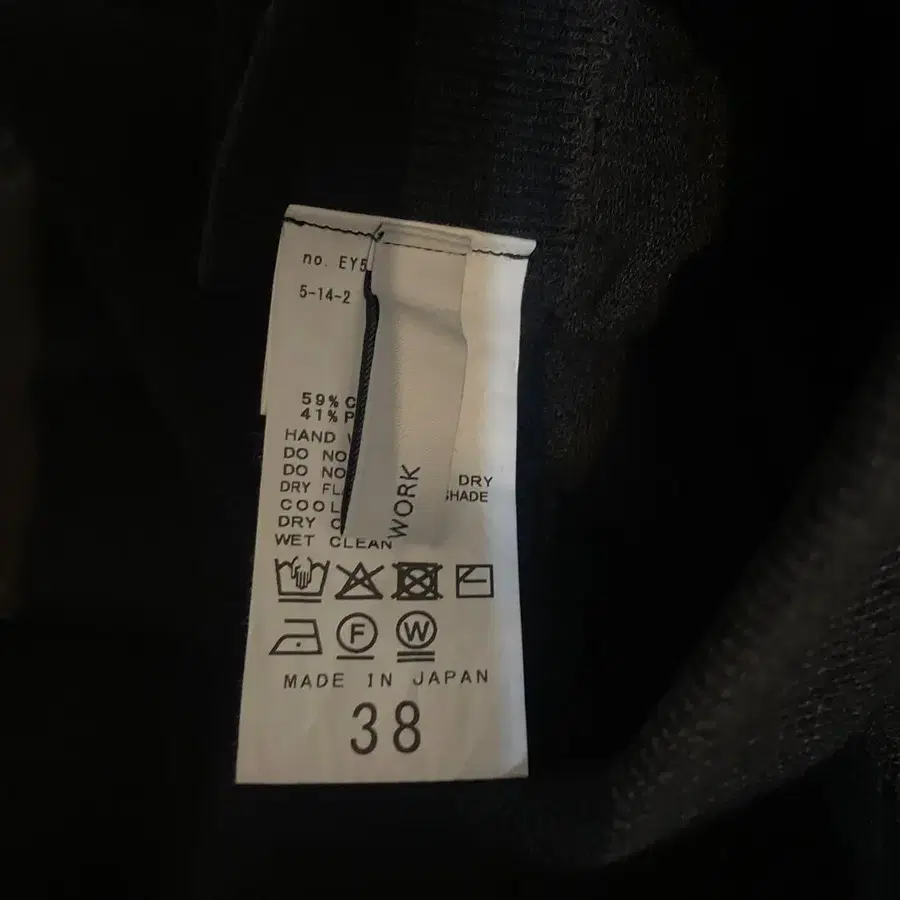 no. EY5
5-14-2
59% C
41% P
HAND
DO NO
DO NO
DRY FL DRY
COOL SHADE
DRY C
WET CLEAN
WORK
F W
MADE IN JAPAN
38